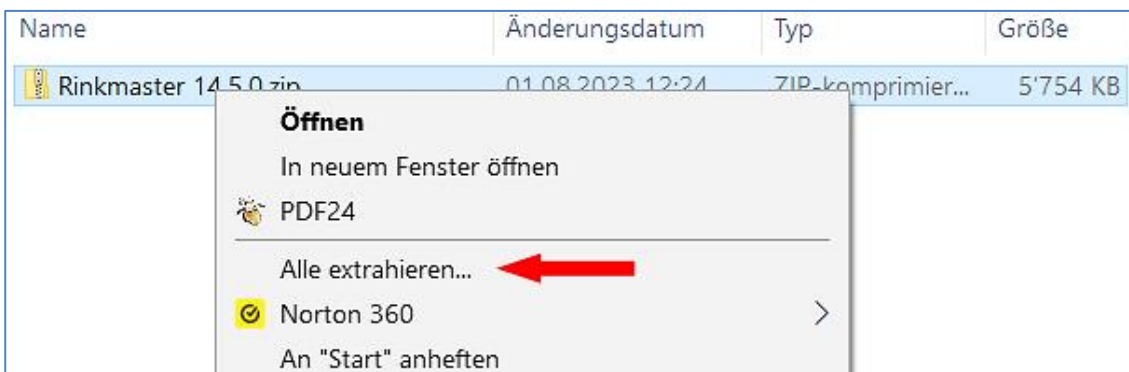 Name Änderungsdatum Typ Größe
Rinkmaster 14.5.0.zip 01.08.2023 12:24 ZIP-komprimier... 5'754 KB
Öffnen
In neuem Fenster öffnen
PDF24
Alle extrahieren...
Norton 360
An "Start" anheften